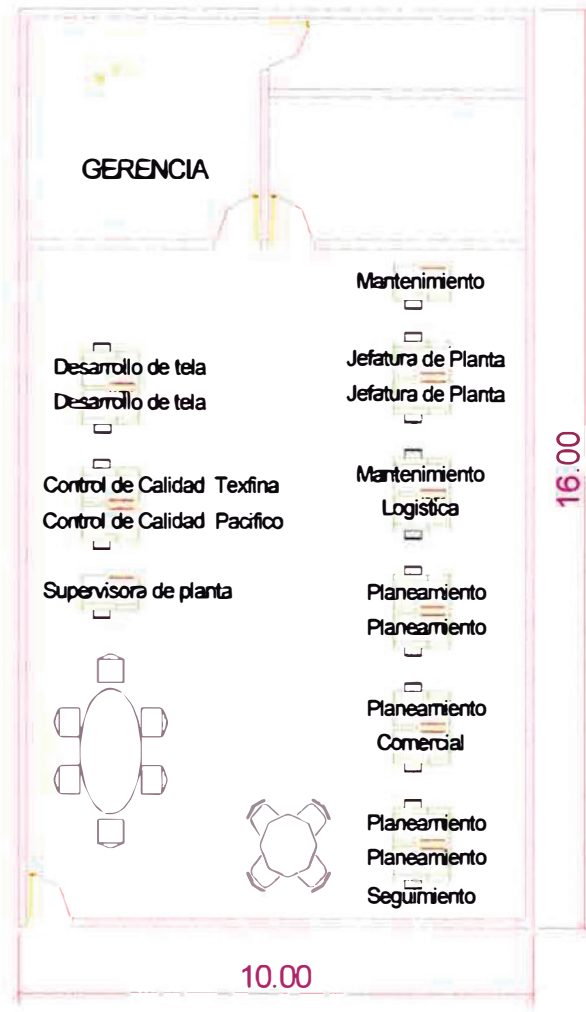 GERENCIA
Mantenimiento
Jefatura de Planta
Jefatura de Planta
Desarrollo de tela
Desarrollo de tela
Mantenimiento
Logistica
Control de Calidad Texfina
Control de Calidad Pacifico
Planeamiento
Planeamiento
Supervisora de planta
Planeamiento
Comercial
Planeamiento
Planeamiento
Seguimiento
16.00
10.00